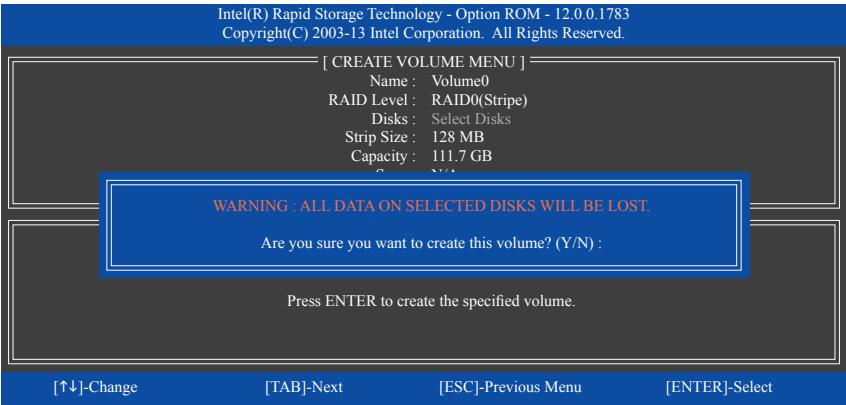 Intel(R) Rapid Storage Technology - Option ROM - 12.0.0.1783
Copyright(C) 2003-13 Intel Corporation. All Rights Reserved.
[ CREATE VOLUME MENU ]
Name : Volume0
RAID Level : RAID0(Stripe)
Disks : Select Disks
Strip Size : 128 MB
Capacity : 111.7 GB
WARNING : ALL DATA ON SELECTED DISKS WILL BE LOST.
Are you sure you want to create this volume? (Y/N) :
Press ENTER to create the specified volume.
[↑↓]-Change [TAB]-Next [ESC]-Previous Menu [ENTER]-Select